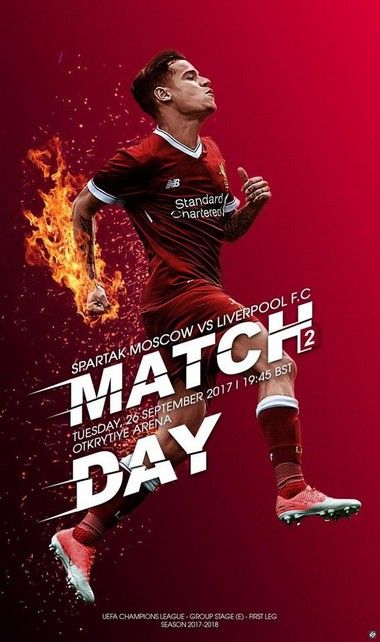 NB
Standard
Chartered
SPARTAK MOSCOW VS LIVERPOOL F.C
MATCH
2
TUESDAY, 26 SEPTEMBER 2017 | 19:45 BST
OTKRYTIYE ARENA
DAY
UEFA CHAMPIONS LEAGUE - GROUP STAGE (E) - FIRST LEG
SEASON 2017-2018